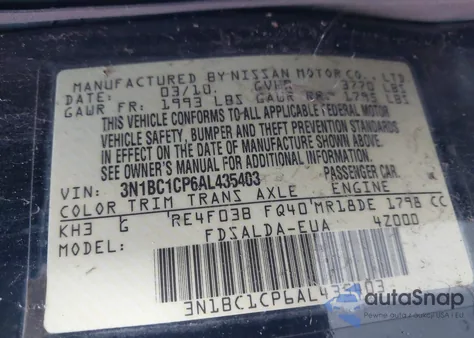 MANUFACTURED BY NISSAN MOTOR CO., LTD
DATE: 03/10 GVWR 3770 LBS
GAWR FR: 1993 LBS GAWR RR: 1793 LBS
THIS VEHICLE CONFORMS TO ALL APPLICABLE FEDERAL MOTOR
VEHICLE SAFETY, BUMPER AND THEFT PREVENTION STANDARDS
IN EFFECT ON THE DATE OF MANUFACTURE SHOWN ABOVE.
SEE OWNER'S MANUAL FOR ADDITIONAL INFORMATION.
VIN: 3N1BC1CP6AL435403 PASSENGER CAR
COLOR TRIM TRANS AXLE ENGINE
KH3 G RE4F03B FQ40 MR18DE 1798 CC
MODEL: FDSALDA-EUA 4Z000
3N1BC1CP6AL435403
autoSnap